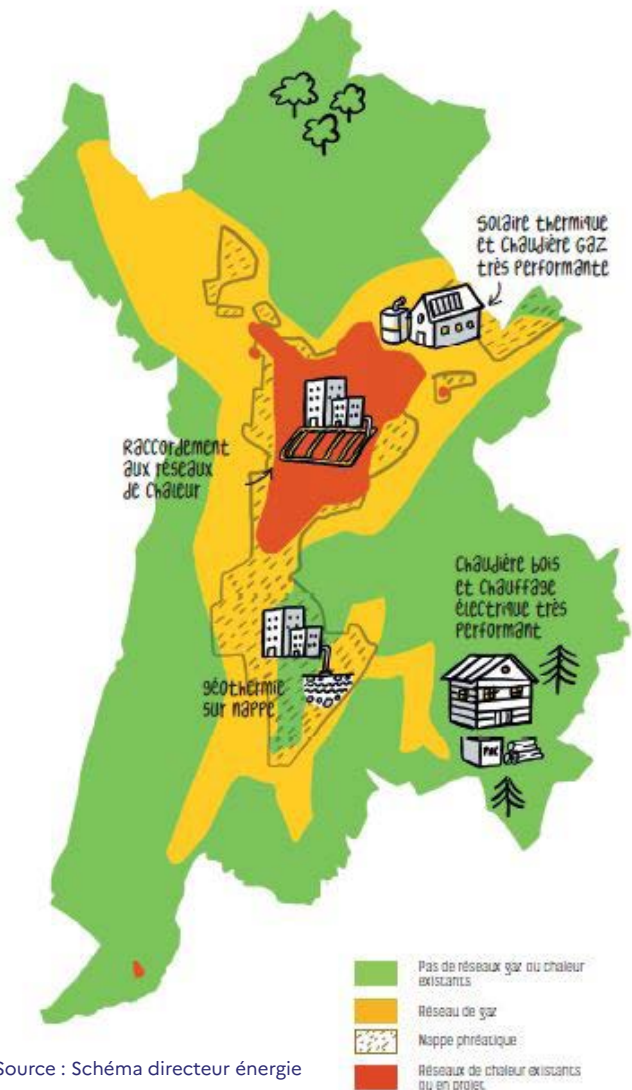 Solaire thermique
et chaudière gaz
très performante
Raccordement
aux réseaux
de chaleur
Chaudière bois
et chauffage
électrique très
performant
géothermie
sur nappe
PAC
Pas de réseaux gaz ou chaleur
existants
Réseau de gaz
Nappe phréatique
Réseaux de chaleur existants
ou en projet
Source : Schéma directeur énergie